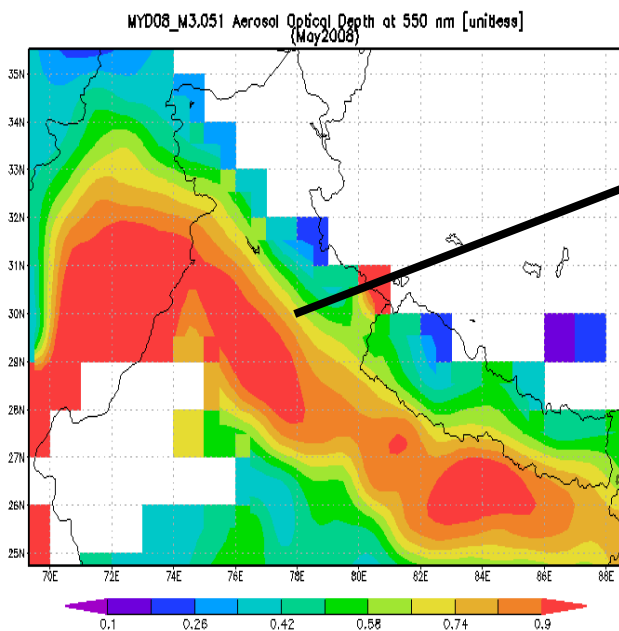 MYD08_M3.051 Aerosol Optical Depth at 550 nm [unitless]
(May2008)
35N
34N
33N
32N
31N
30N
29N
28N
27N
26N
25N
70E 72E 74E 76E 78E 80E 82E 84E 86E 88E
0.1 0.26 0.42 0.58 0.74 0.9